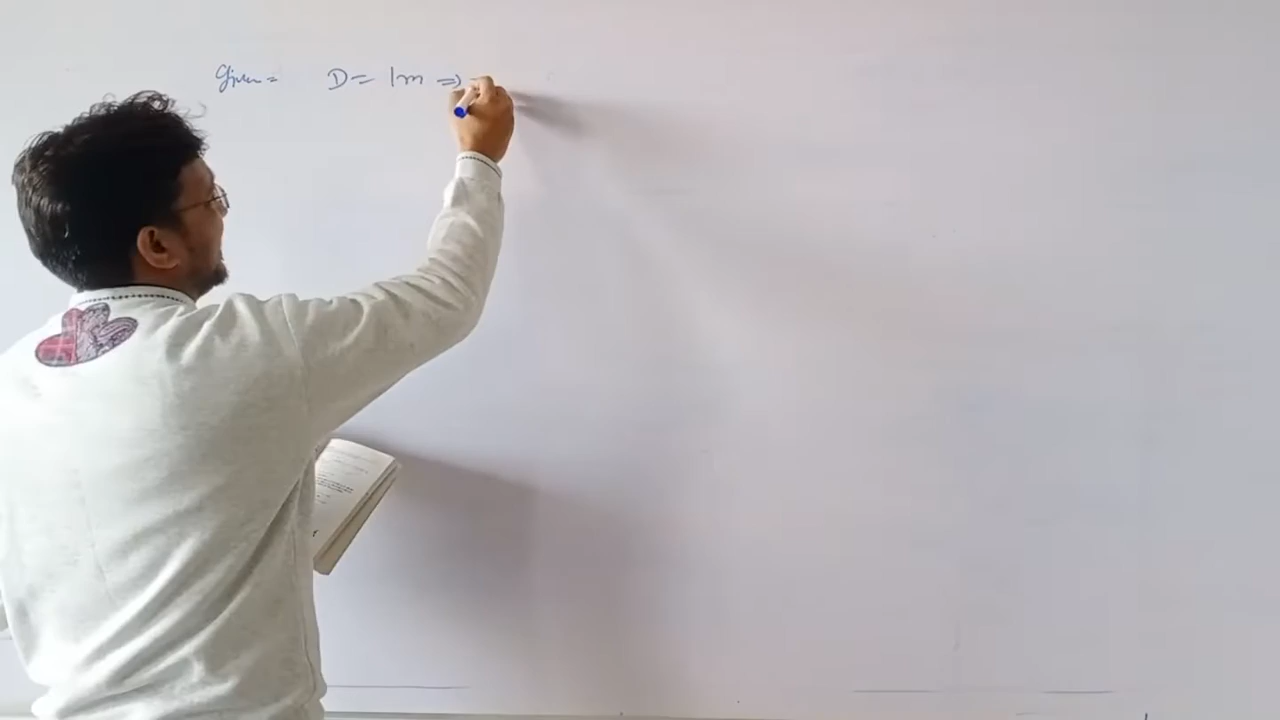 Given = D = 1m ⇒